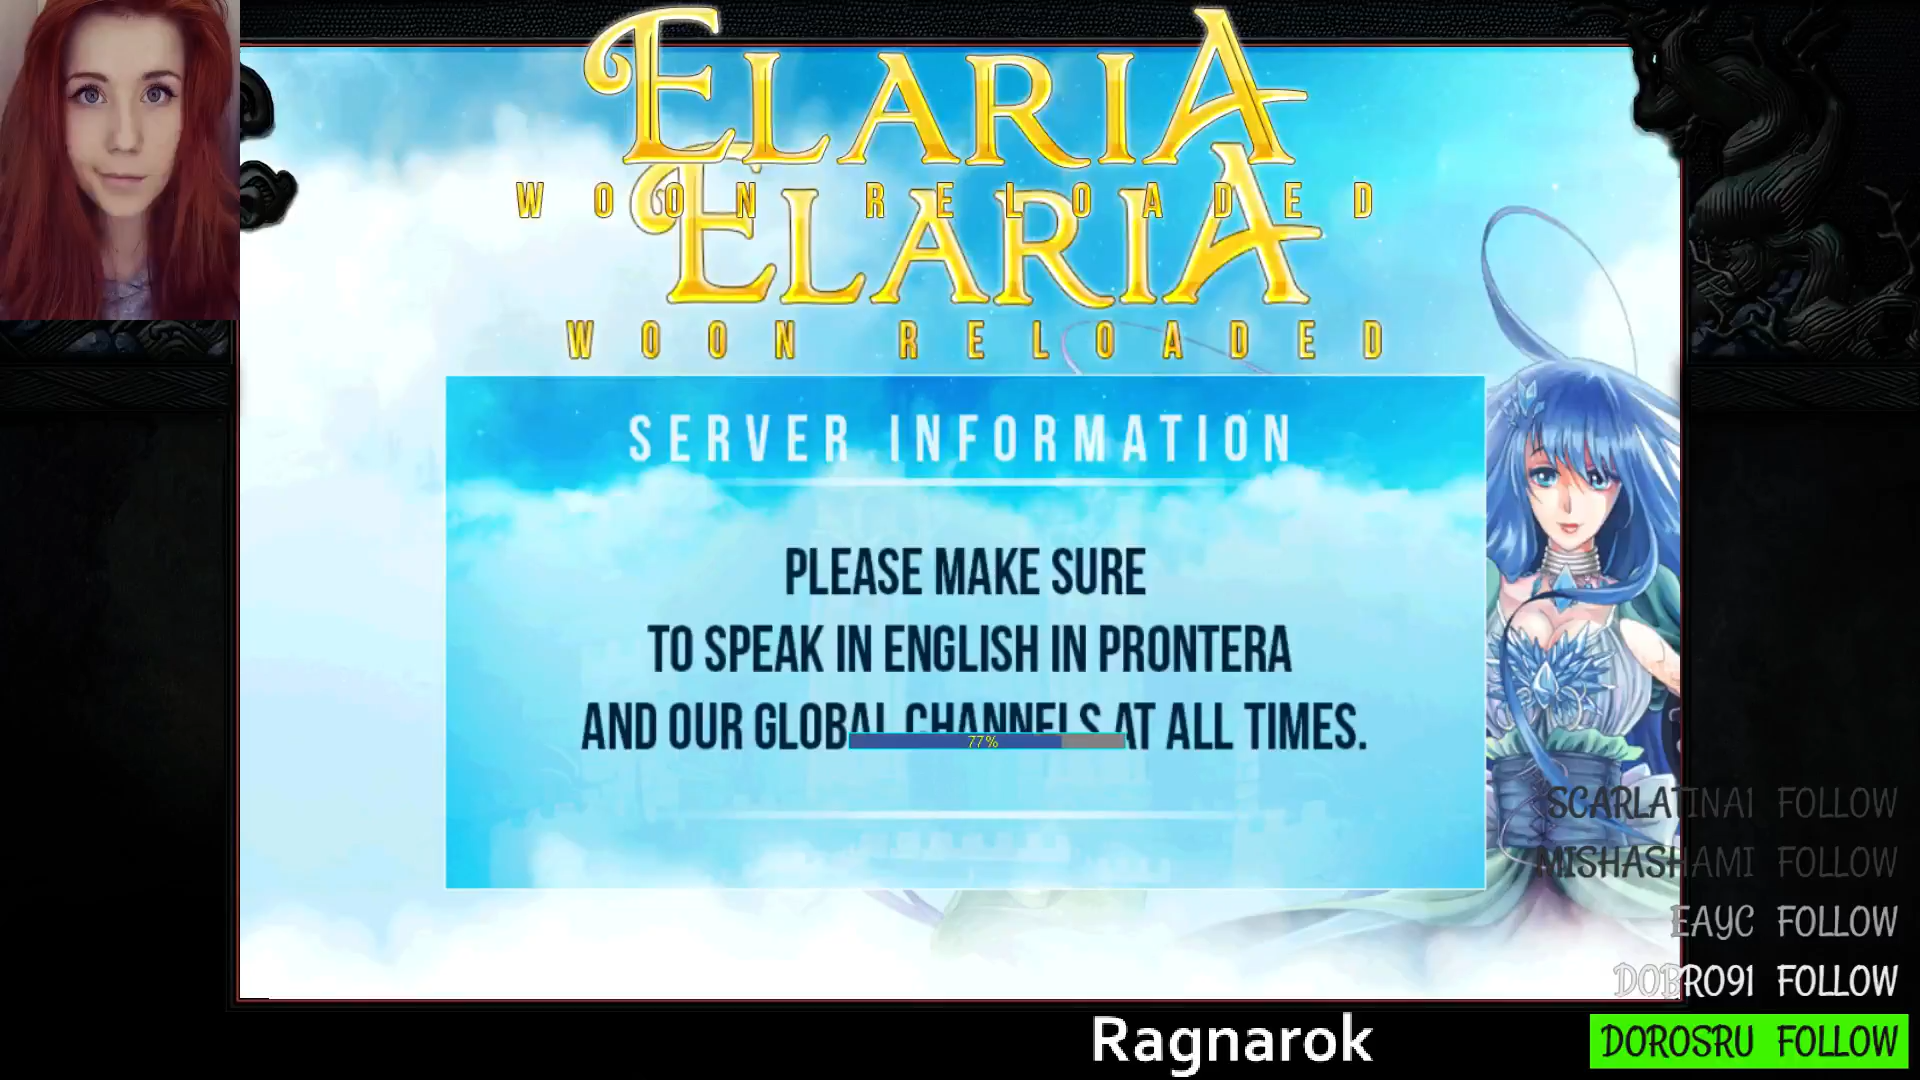 ELARIA
WOON RELOADED
ELARIA
WOON RELOADED
SERVER INFORMATION
PLEASE MAKE SURE
TO SPEAK IN ENGLISH IN PRONTERA
AND OUR GLOBAL CHANNELS AT ALL TIMES.
77%
SCARLATINA1 FOLLOW
MISHASHAMI FOLLOW
EAYC FOLLOW
DOBRO91 FOLLOW
DOROSRU FOLLOW
Ragnarok